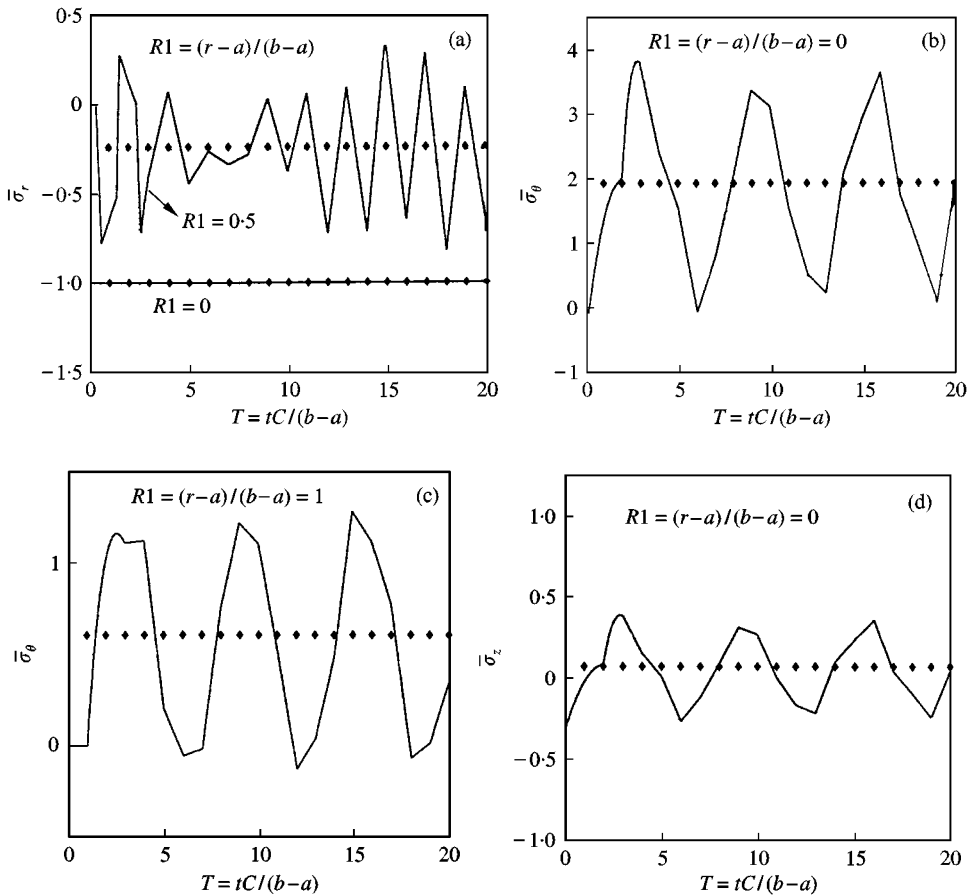 (a)
R1 = (r − a)/(b − a)
0·5
0
−0·5
−1·0
−1·5
σ̄r
R1 = 0·5
R1 = 0
0 5 10 15 20
T = tC/(b − a)
(b)
R1 = (r − a)/(b − a) = 0
4
3
2
1
0
−1
σ̄θ
0 5 10 15 20
T = tC/(b − a)
(c)
R1 = (r − a)/(b − a) = 1
1
0
σ̄θ
0 5 10 15 20
T = tC/(b − a)
(d)
R1 = (r − a)/(b − a) = 0
1·0
0·5
0
−0·5
−1·0
σ̄z
0 5 10 15 20
T = tC/(b − a)